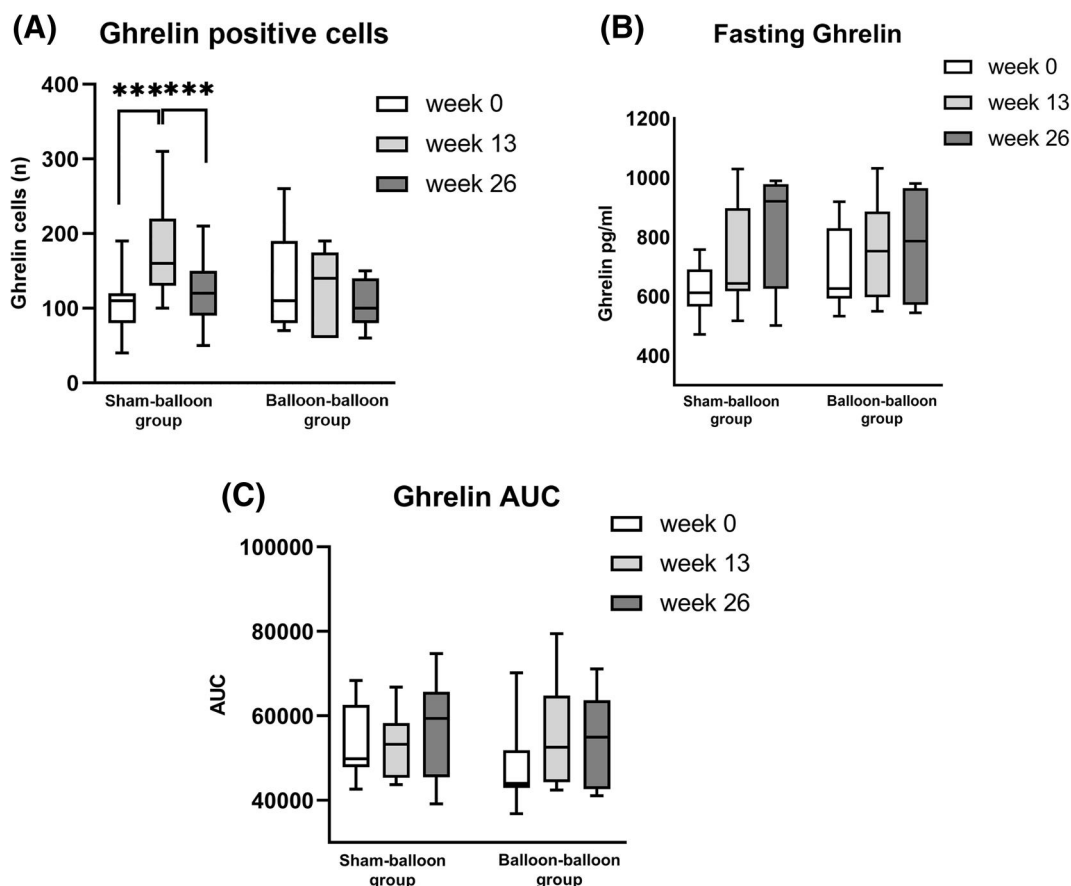 (A) Ghrelin positive cells
Ghrelin cells (n)
400
300
200
100
0
******
week 0
week 13
week 26
Sham-balloon
group
Balloon-balloon
group
(B) Fasting Ghrelin
Ghrelin pg/ml
1200
1000
800
600
400
week 0
week 13
week 26
Sham-balloon
group
Balloon-balloon
group
(C) Ghrelin AUC
AUC
100000
80000
60000
40000
week 0
week 13
week 26
Sham-balloon
group
Balloon-balloon
group